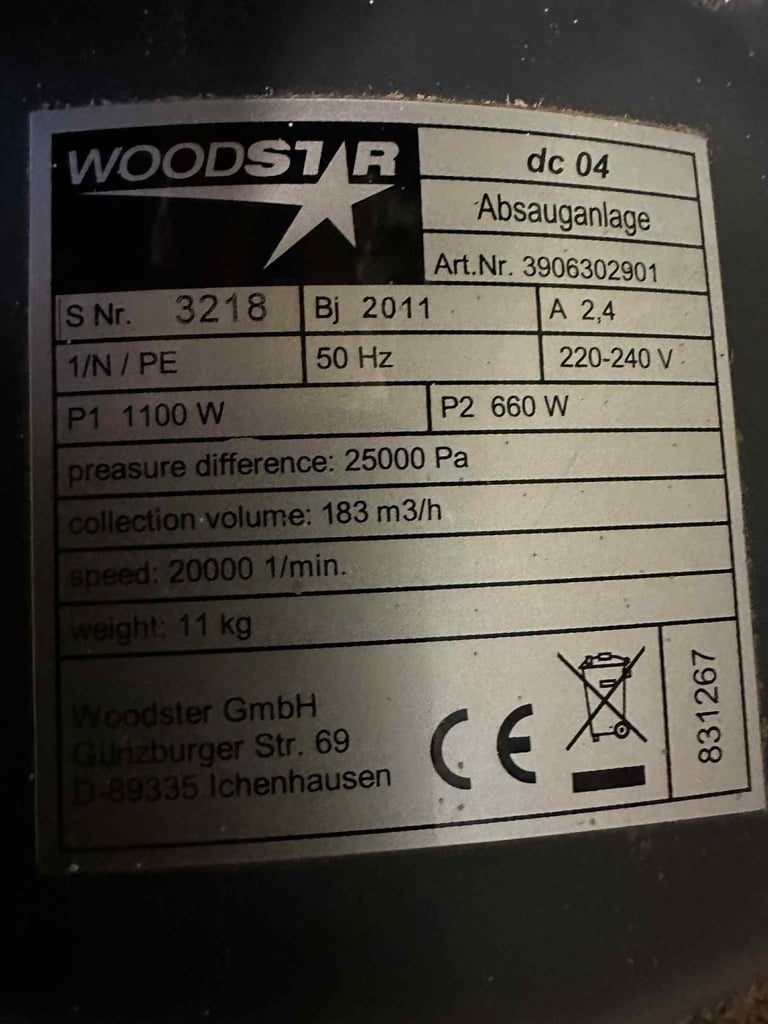 WOODSTAR
dc 04
Absauganlage
Art.Nr. 3906302901
S Nr. 3218 Bj 2011 A 2,4
1/N / PE 50 Hz 220-240 V
P1 1100 W P2 660 W
preasure difference: 25000 Pa
collection volume: 183 m3/h
speed: 20000 1/min.
weight: 11 kg
Woodster GmbH
Günzburger Str. 69
D-89335 Ichenhausen
CE
831267